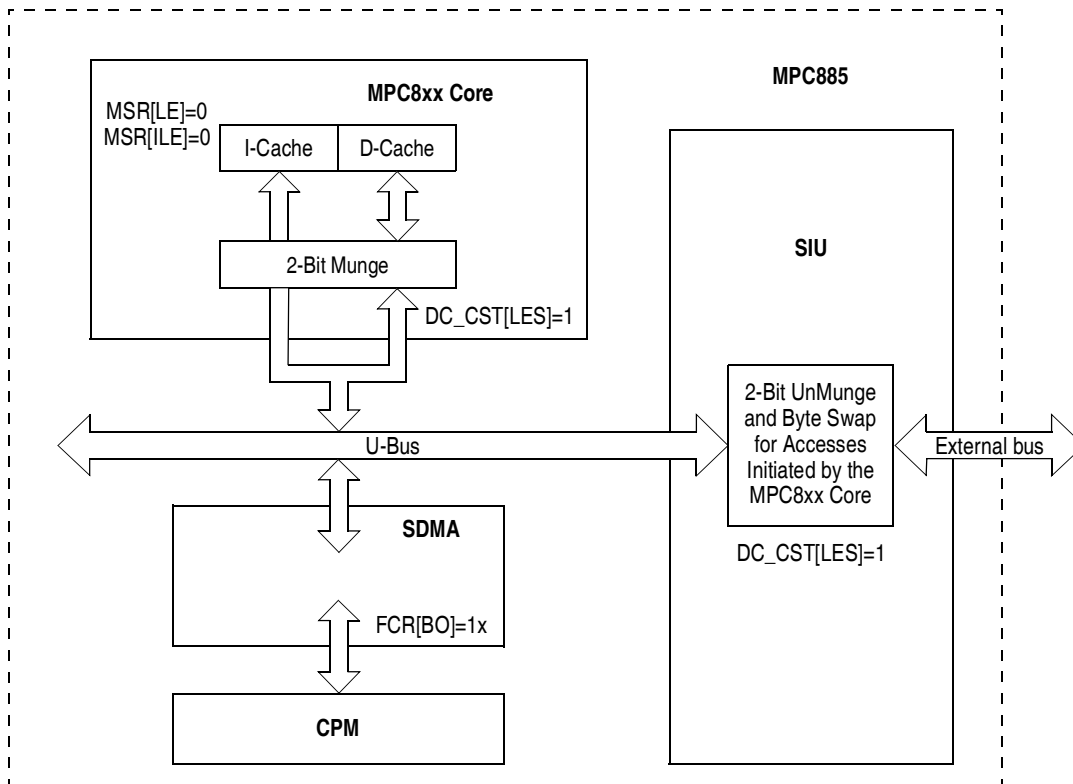 MPC885
MPC8xx Core
MSR[LE]=0
MSR[ILE]=0
I-Cache
D-Cache
2-Bit Munge
DC_CST[LES]=1
SIU
2-Bit UnMunge
and Byte Swap
for Accesses
Initiated by the
MPC8xx Core
U-Bus
External bus
DC_CST[LES]=1
SDMA
FCR[BO]=1x
CPM